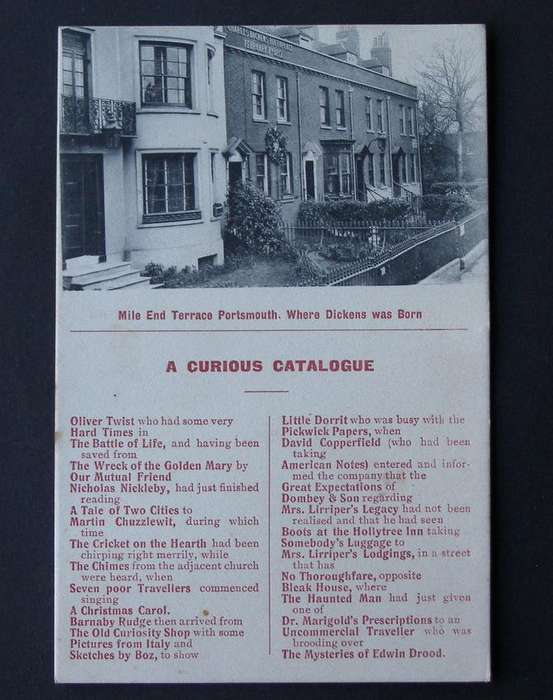 CHARLES DICKENS BIRTHPLACE
Mile End Terrace Portsmouth. Where Dickens was Born
A CURIOUS CATALOGUE
Oliver Twist who had some very
Hard Times in
The Battle of Life, and having been
saved from
The Wreck of the Golden Mary by
Our Mutual Friend
Nicholas Nickleby, had just finished
reading
A Tale of Two Cities to
Martin Chuzzlewit, during which
time
The Cricket on the Hearth had been
chirping right merrily, while
The Chimes from the adjacent church
were heard, when
Seven poor Travellers commenced
singing
A Christmas Carol.
Barnaby Rudge then arrived from
The Old Curiosity Shop with some
Pictures from Italy and
Sketches by Boz, to show
Little Dorrit who was busy with the
Pickwick Papers, when
David Copperfield (who had been
taking
American Notes) entered and infor-
med the company that the
Great Expectations of
Dombey & Son regarding
Mrs. Lirriper's Legacy had not been
realised and that he had seen
Boots at the Hollytree Inn taking
Somebody's Luggage to
Mrs. Lirriper's Lodgings, in a street
that has
No Thoroughfare, opposite
Bleak House, where
The Haunted Man had just given
one of
Dr. Marigold's Prescriptions to an
Uncommercial Traveller who was
brooding over
The Mysteries of Edwin Drood.